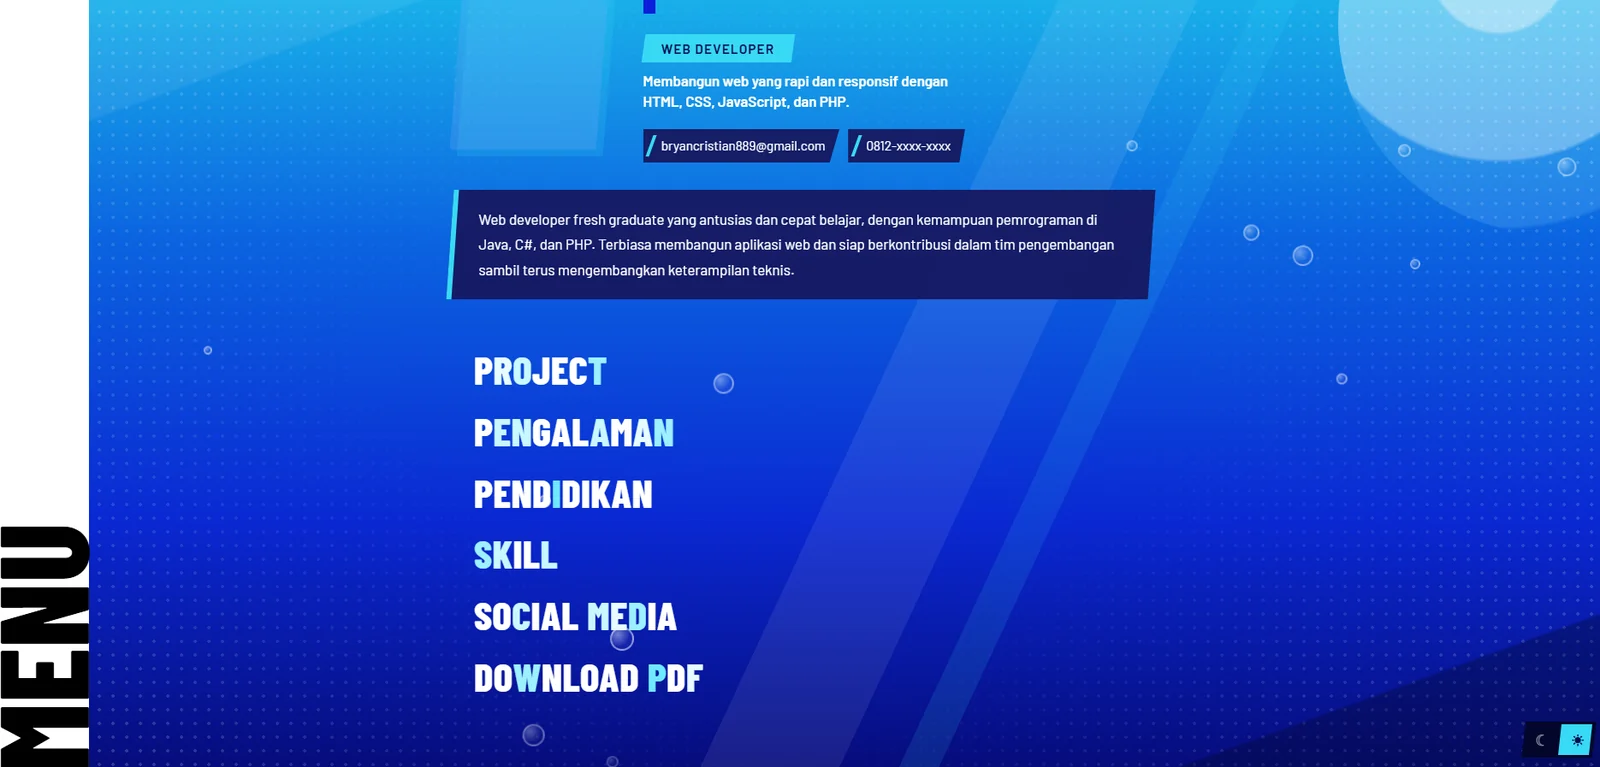 WEB DEVELOPER
Membangun web yang rapi dan responsif dengan
HTML, CSS, JavaScript, dan PHP.
bryancristian889@gmail.com
0812-xxxx-xxxx
Web developer fresh graduate yang antusias dan cepat belajar, dengan kemampuan pemrograman di
Java, C#, dan PHP. Terbiasa membangun aplikasi web dan siap berkontribusi dalam tim pengembangan
sambil terus mengembangkan keterampilan teknis.
PROJECT
PENGALAMAN
PENDIDIKAN
SKILL
SOCIAL MEDIA
DOWNLOAD PDF
MENU